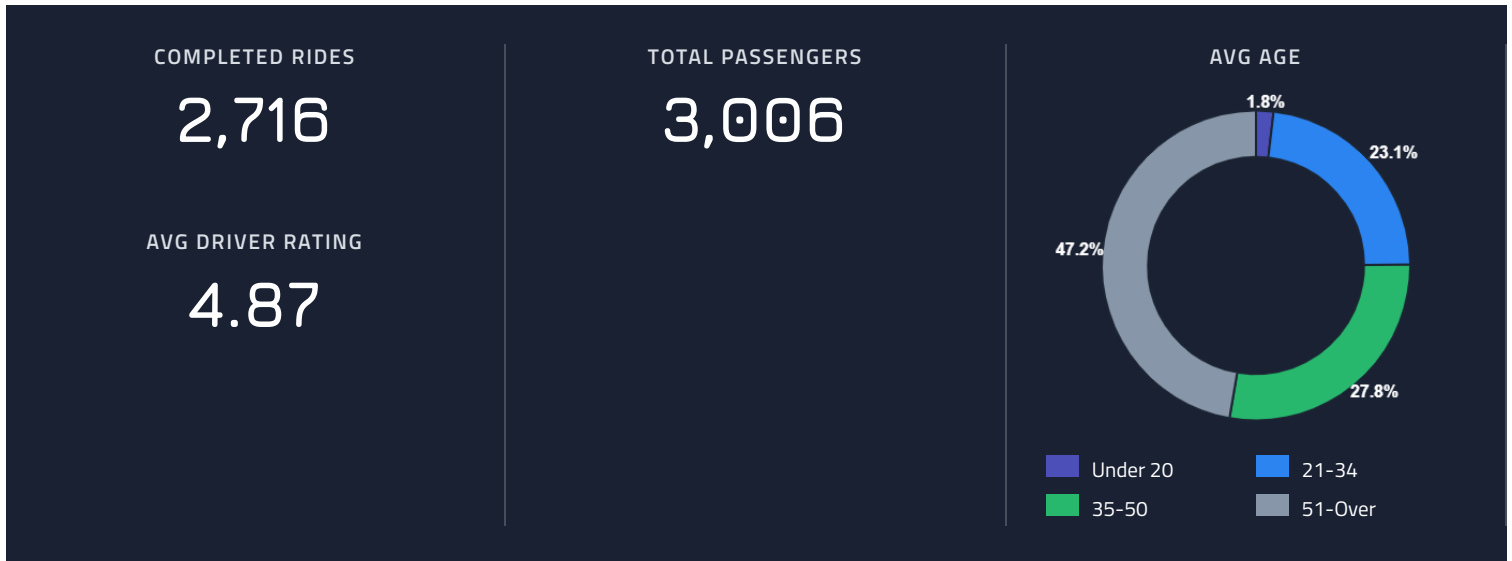 COMPLETED RIDES
2,716
AVG DRIVER RATING
4.87
TOTAL PASSENGERS
3,006
AVG AGE
1.8%
23.1%
47.2%
27.8%
Under 20
21-34
35-50
51-Over